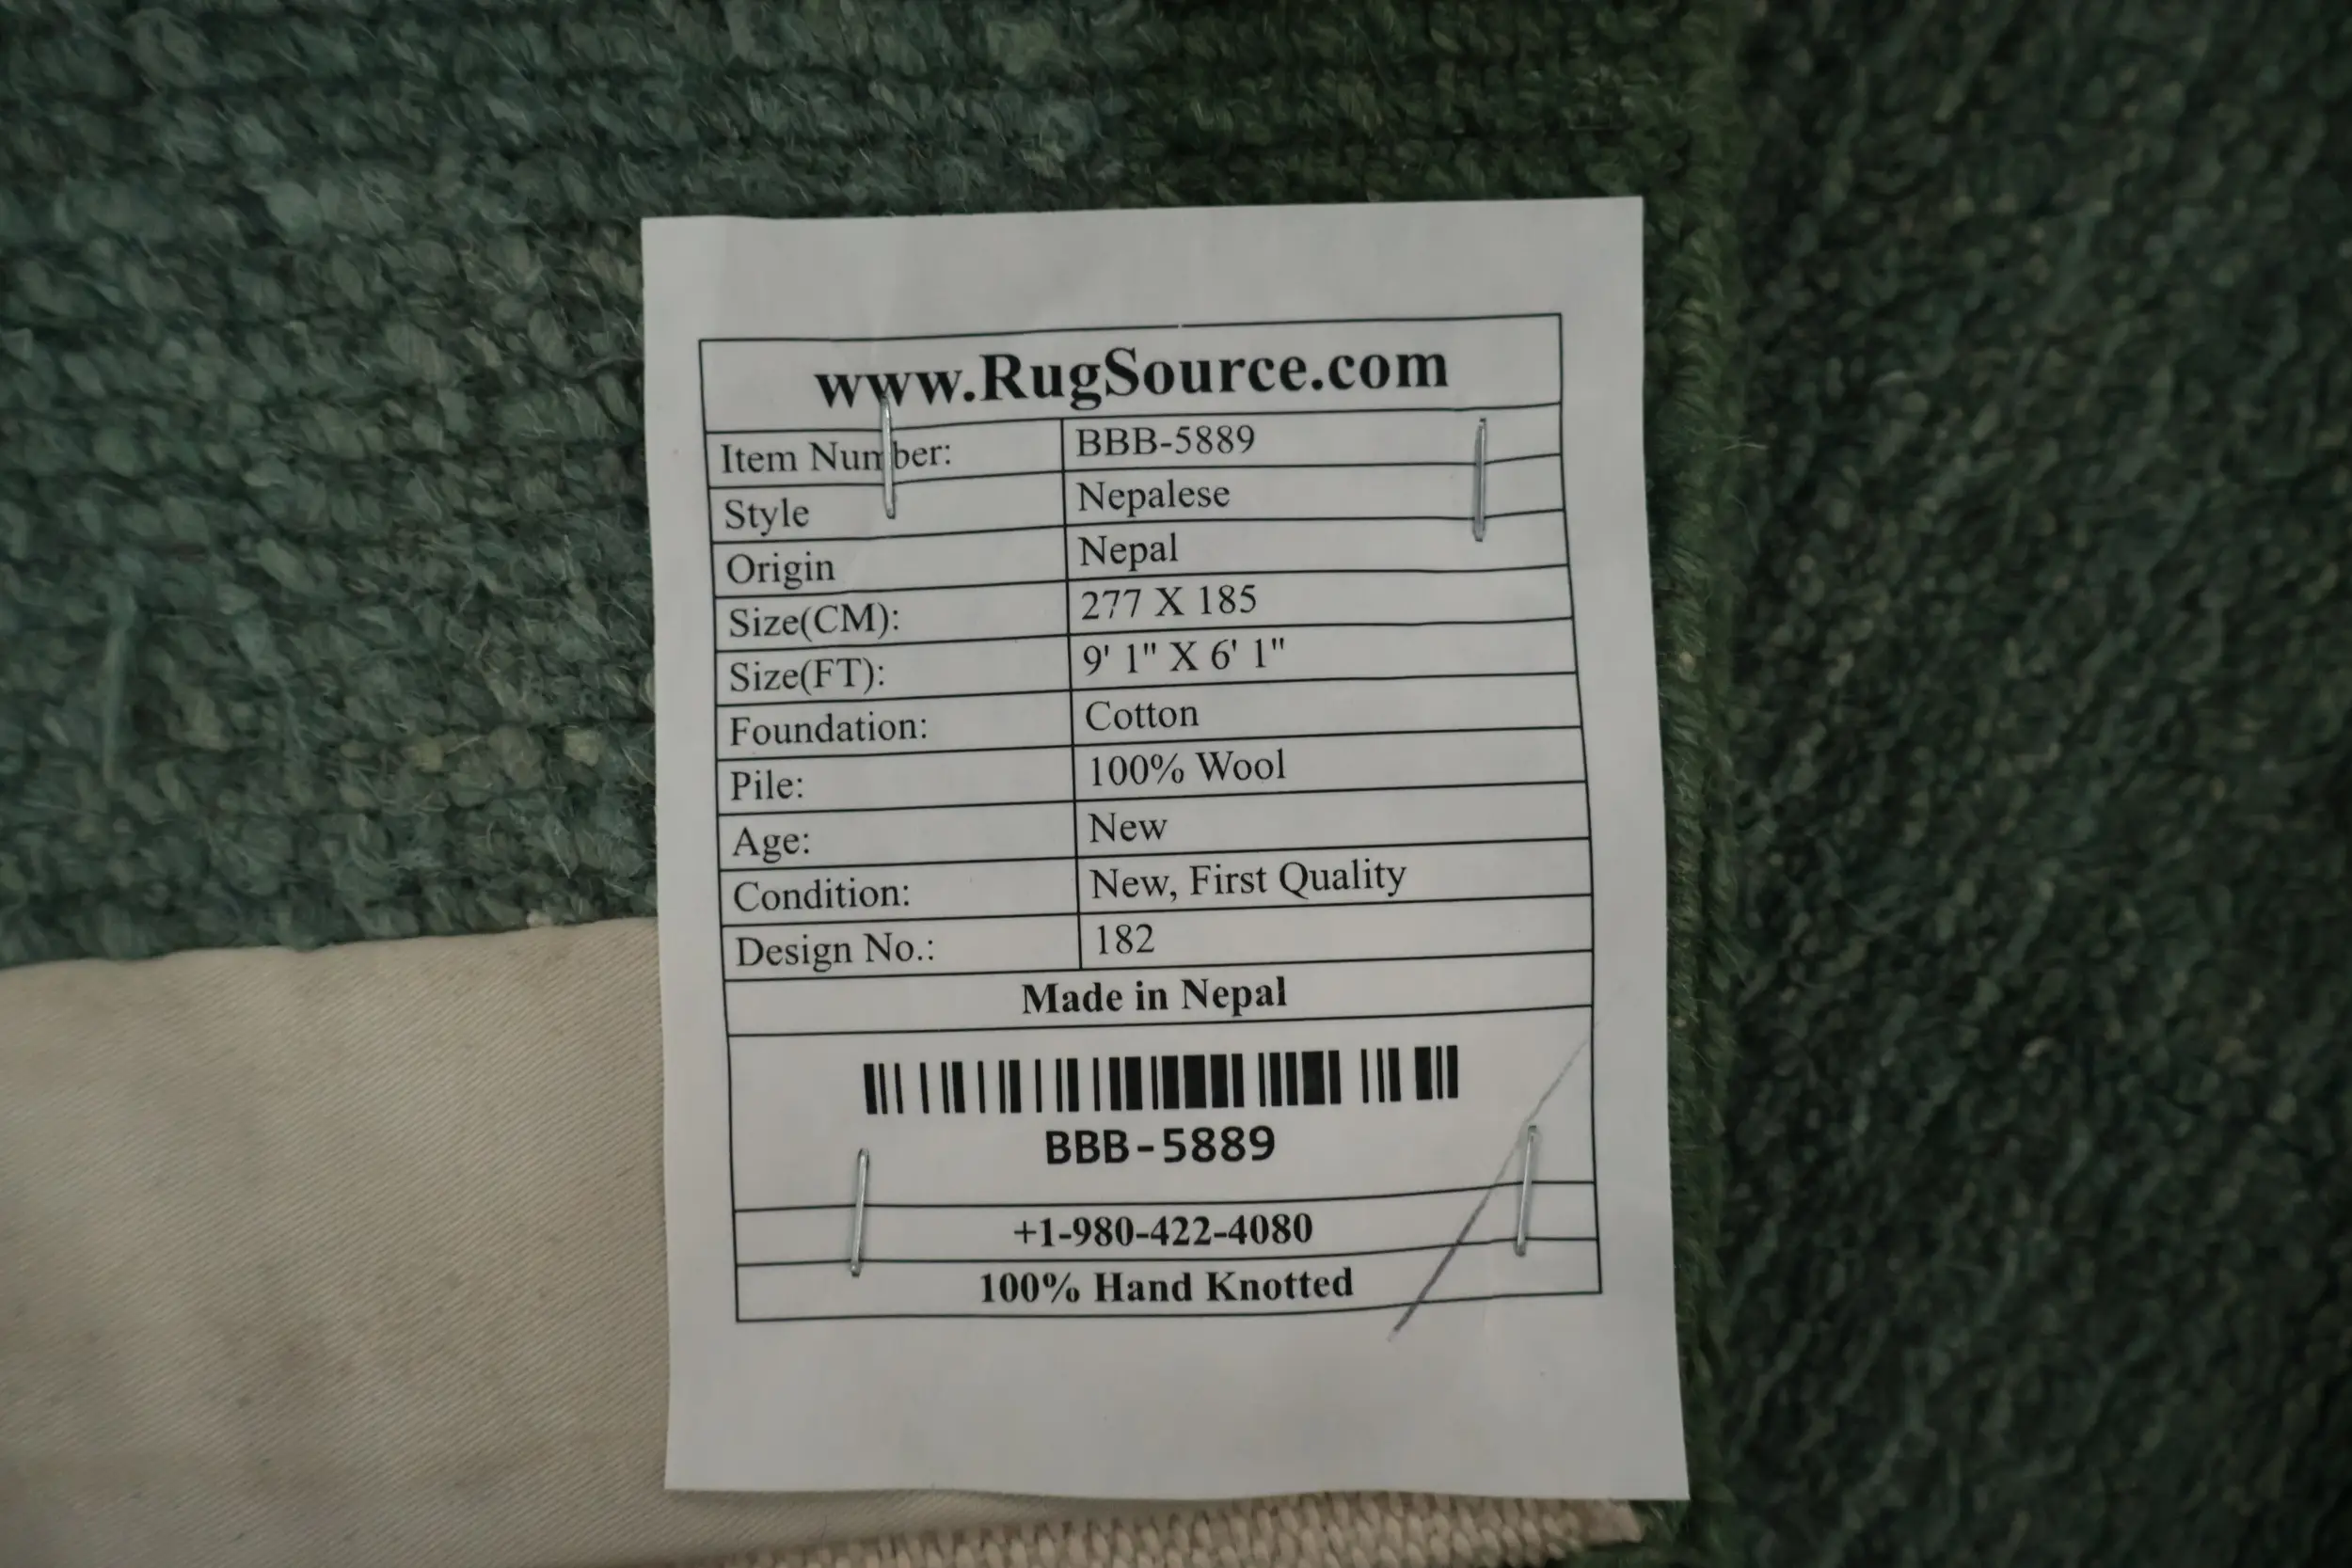 www.RugSource.com
Item Number: BBB-5889
Style Nepalese
Origin Nepal
Size(CM): 277 X 185
Size(FT): 9' 1" X 6' 1"
Foundation: Cotton
Pile: 100% Wool
Age: New
Condition: New, First Quality
Design No.: 182
Made in Nepal
BBB-5889
+1-980-422-4080
100% Hand Knotted